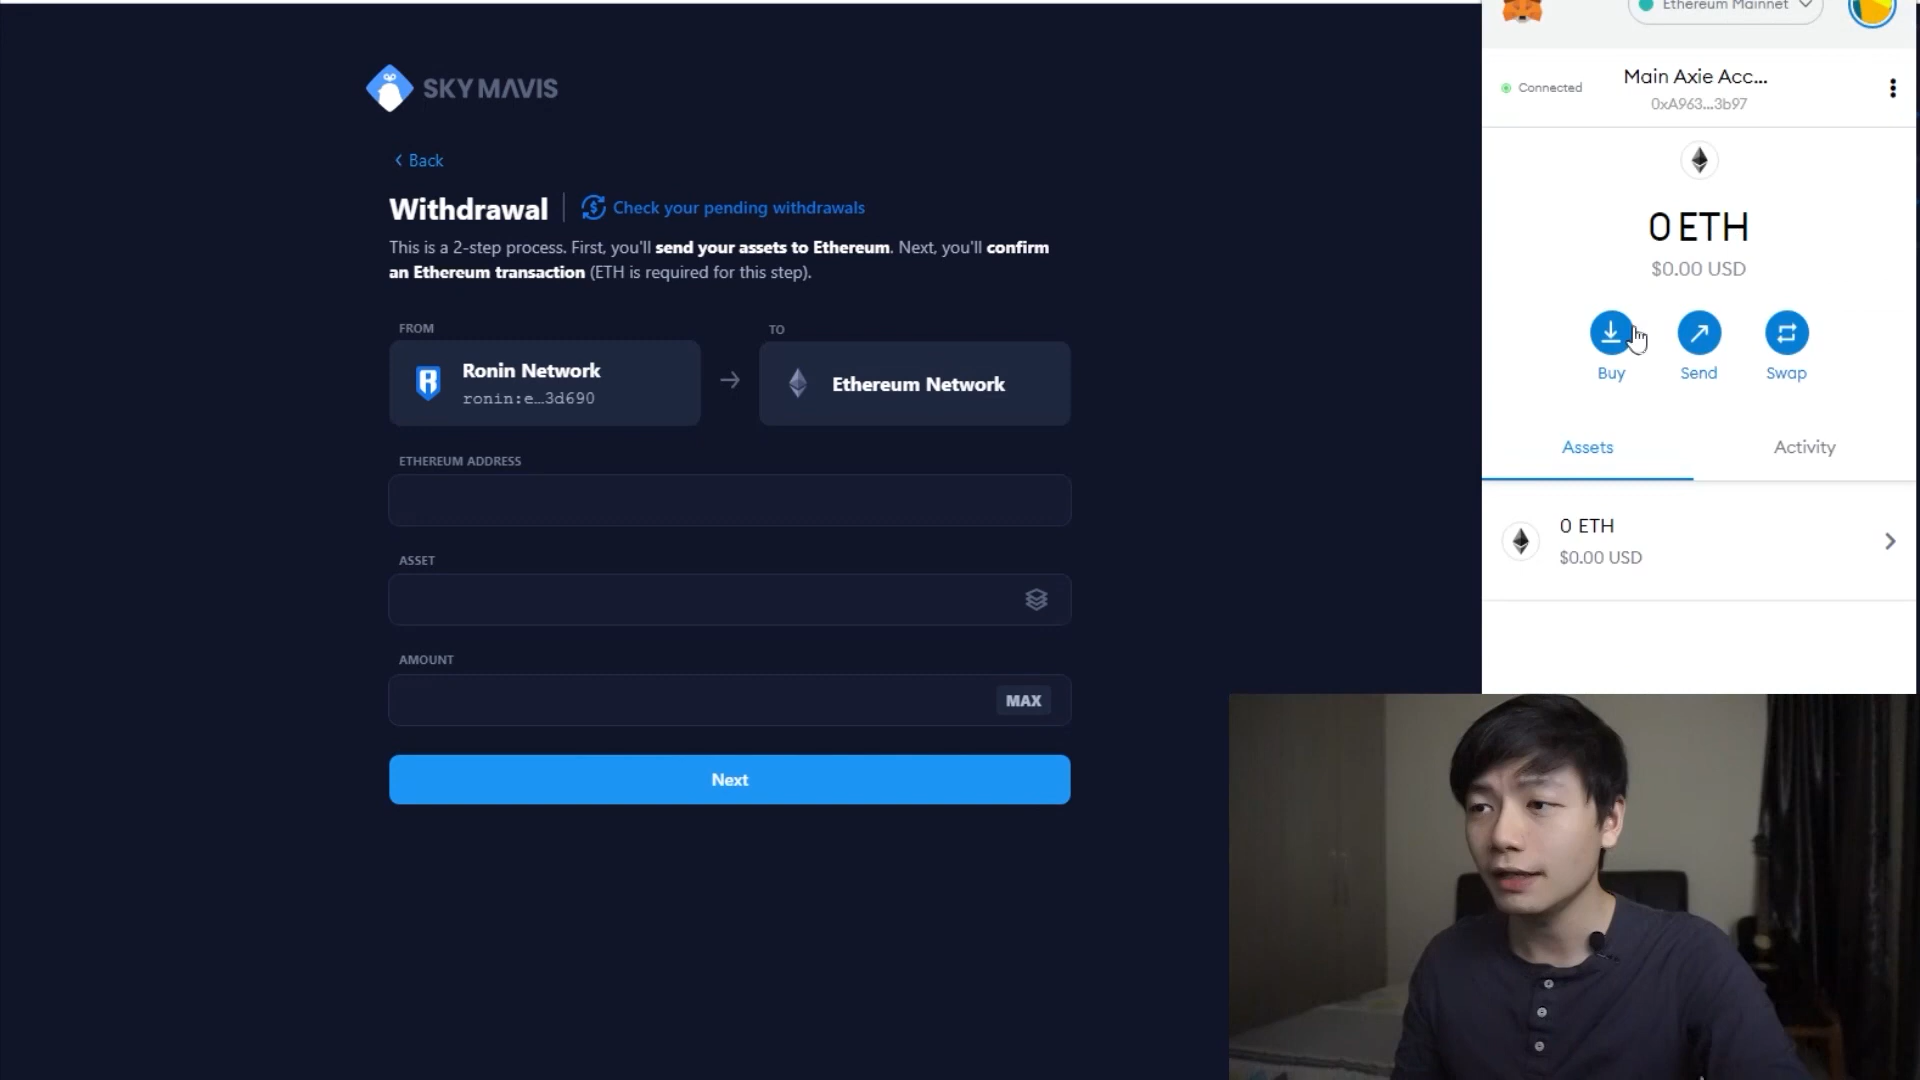 SKY MAVIS
Back
Withdrawal
Check your pending withdrawals
This is a 2-step process. First, you'll send your assets to Ethereum. Next, you'll confirm
an Ethereum transaction (ETH is required for this step).
FROM
TO
Ronin Network
ronin:e…3d690
Ethereum Network
ETHEREUM ADDRESS
ASSET
AMOUNT
MAX
Next
Ethereum Mainnet
Connected
Main Axie Acc...
0xA963...3b97
0 ETH
$0.00 USD
Buy
Send
Swap
Assets
Activity
0 ETH
$0.00 USD